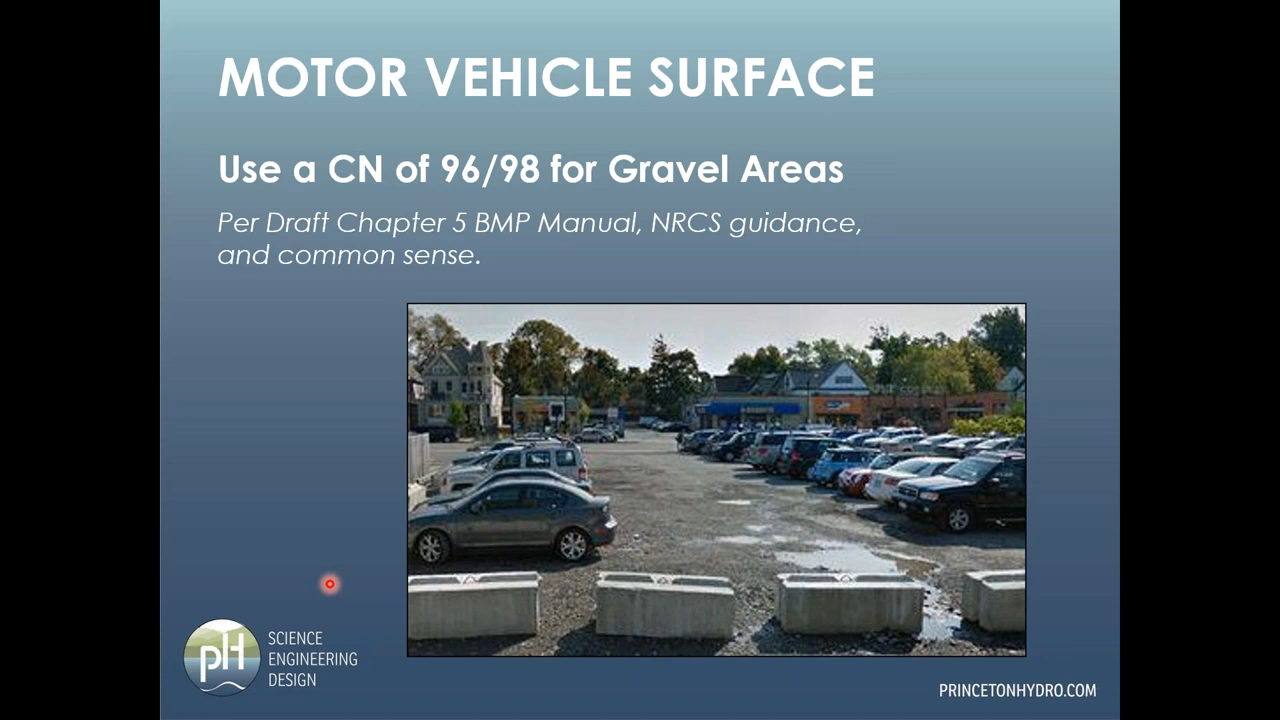 MOTOR VEHICLE SURFACE
Use a CN of 96/98 for Gravel Areas
Per Draft Chapter 5 BMP Manual, NRCS guidance,
and common sense.
pH
SCIENCE
ENGINEERING
DESIGN
PRINCETONHYDRO.COM